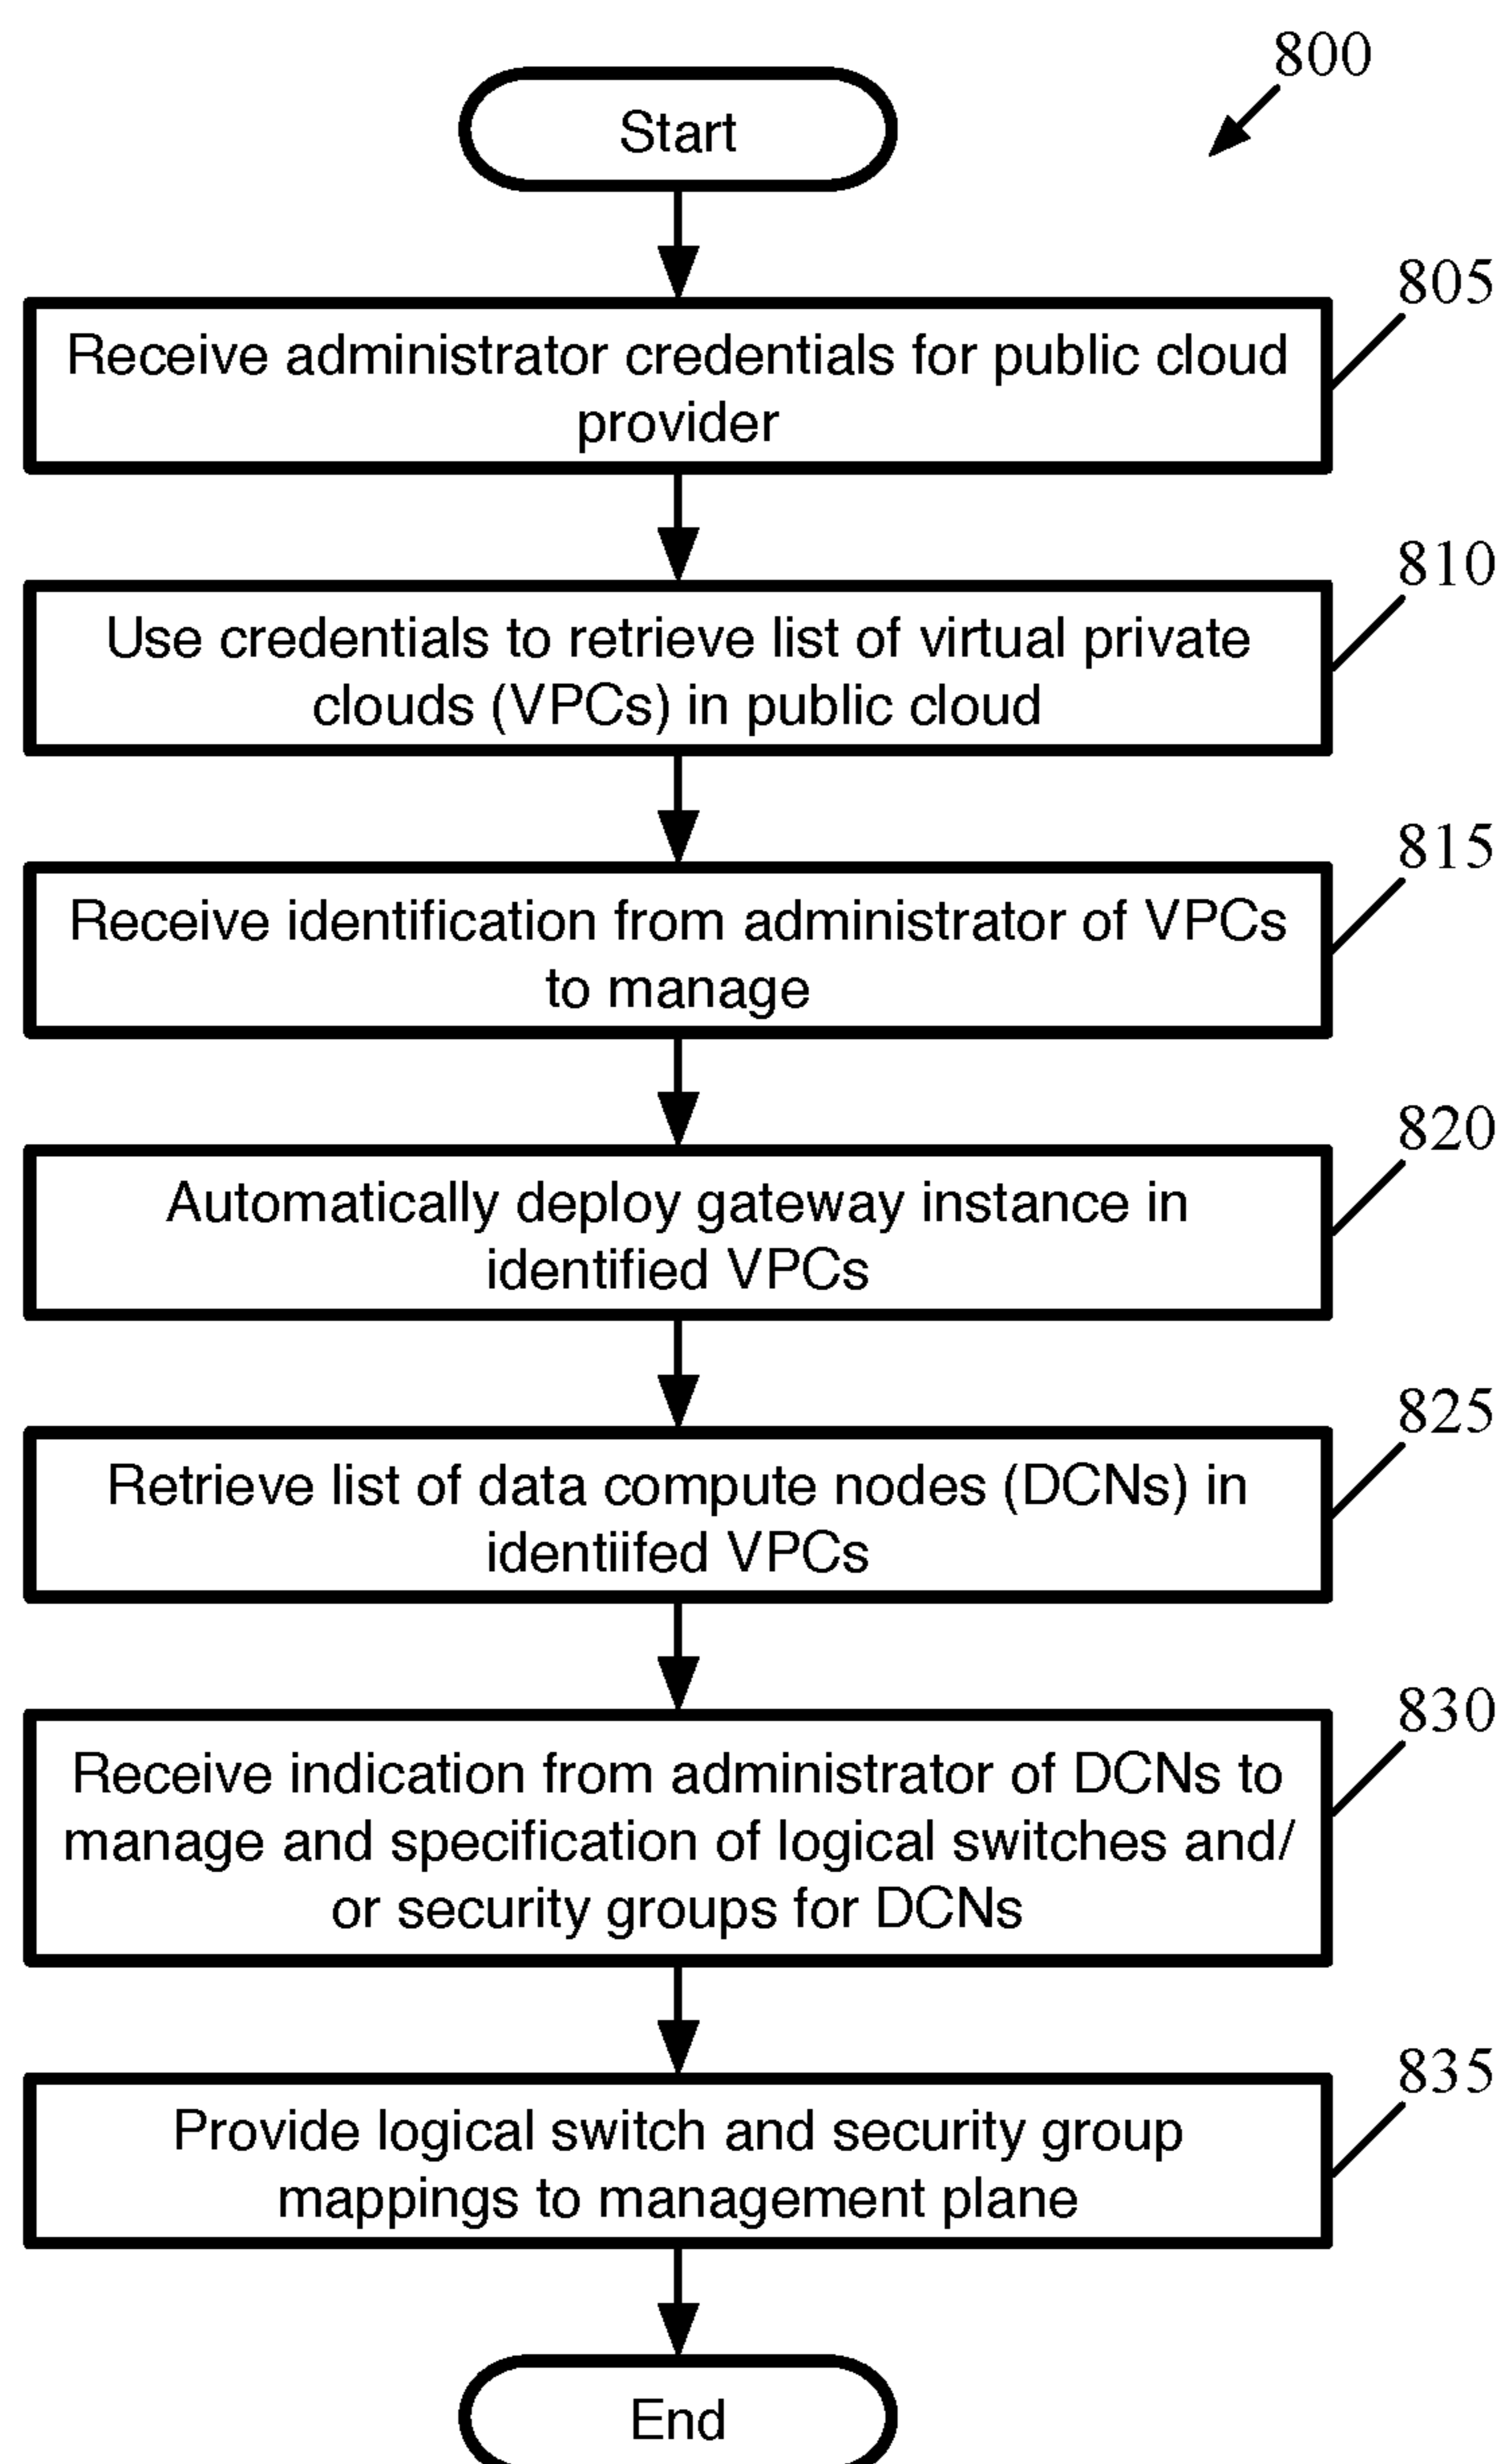 800
Start
805
Receive administrator credentials for public cloud
provider
810
Use credentials to retrieve list of virtual private
clouds (VPCs) in public cloud
815
Receive identification from administrator of VPCs
to manage
820
Automatically deploy gateway instance in
identified VPCs
825
Retrieve list of data compute nodes (DCNs) in
identiifed VPCs
830
Receive indication from administrator of DCNs to
manage and specification of logical switches and/
or security groups for DCNs
835
Provide logical switch and security group
mappings to management plane
End